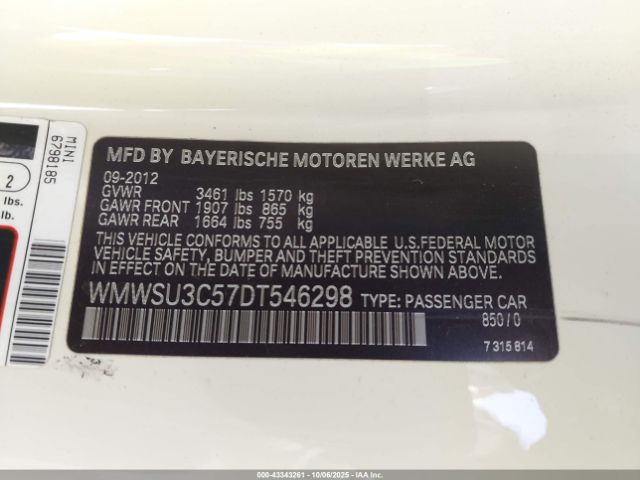 MINI
6798185
2
lbs.
lb.
MFD BY BAYERISCHE MOTOREN WERKE AG
09-2012
GVWR 3461 lbs 1570 kg
GAWR FRONT 1907 lbs 865 kg
GAWR REAR 1664 lbs 755 kg
THIS VEHICLE CONFORMS TO ALL APPLICABLE U.S.FEDERAL MOTOR
VEHICLE SAFETY, BUMPER AND THEFT PREVENTION STANDARDS
IN EFFECT ON THE DATE OF MANUFACTURE SHOWN ABOVE.
WMWSU3C57DT546298 TYPE: PASSENGER CAR
850/0
7 315 814
000-43343261 - 10/06/2025 - © IAA, Inc.